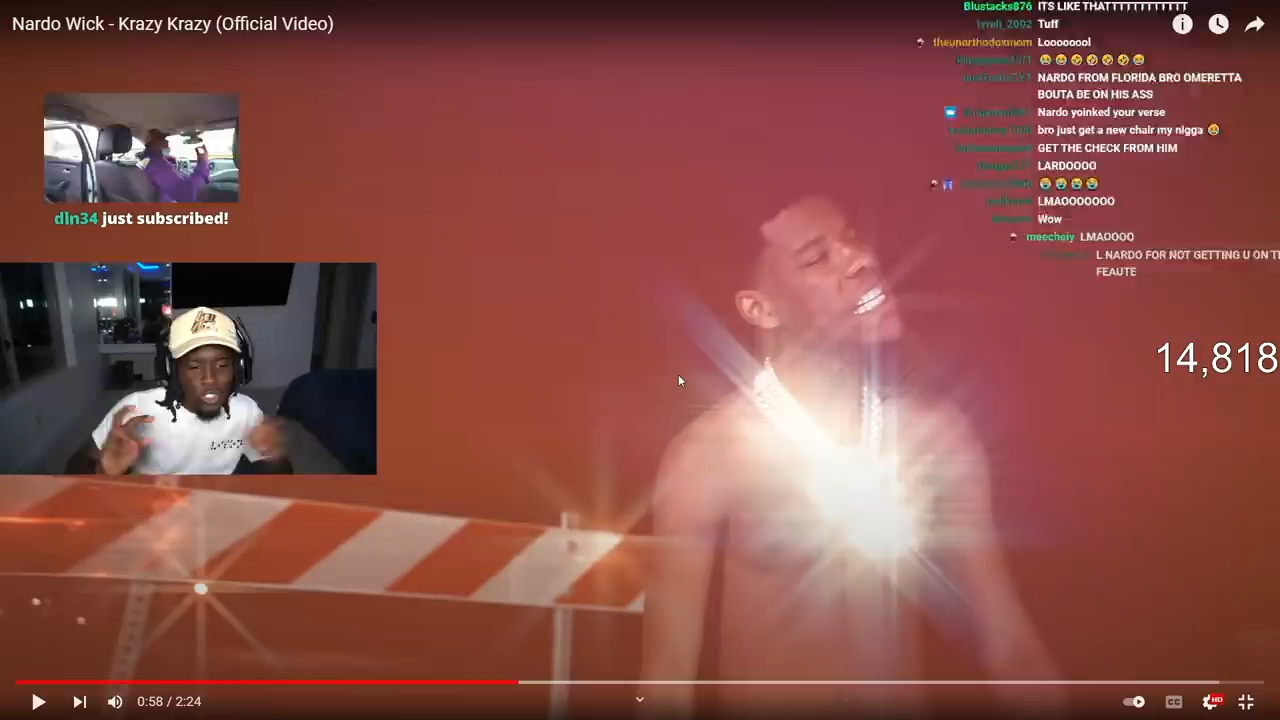 Nardo Wick - Krazy Krazy (Official Video)
Blustacks876 ITS LIKE THATTTTTTTTTTT
Tuff
theunorthodoxmom Looooooool
NARDO FROM FLORIDA BRO OMERETTA
BOUTA BE ON HIS ASS
Nardo yoinked your verse
bro just get a new chair my nigga
GET THE CHECK FROM HIM
LARDOOOO
LMAOOOOOOO
Wow
meecheiy LMAOOOO
L NARDO FOR NOT GETTING U ON
FEAUTE
dln34 just subscribed!
14,818
0:58 / 2:24
CC
HD